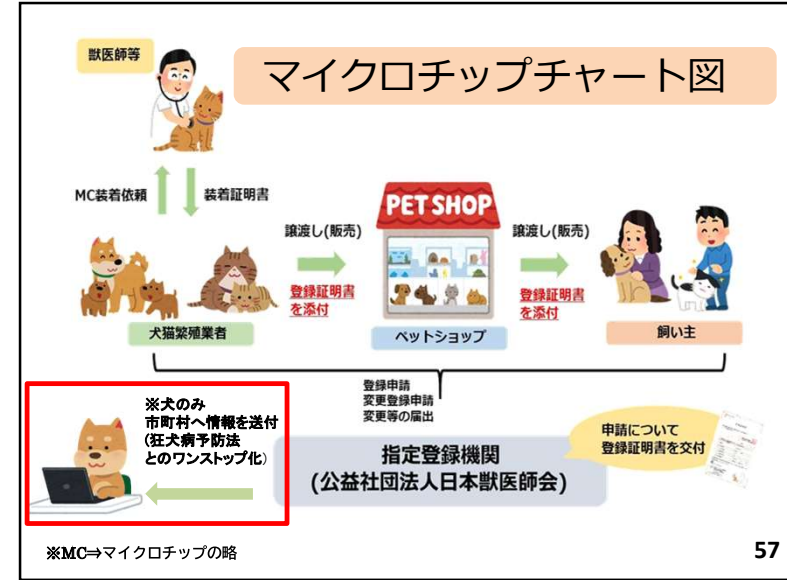 獣医師等
マイクロチップチャート図
MC装着依頼
装着証明書
PET SHOP
譲渡し(販売)
登録証明書
を添付
譲渡し(販売)
登録証明書
を添付
犬猫繁殖業者
ペットショップ
飼い主
登録申請
変更登録申請
変更等の届出
※犬のみ
市町村へ情報を送付
(狂犬病予防法
とのワンストップ化)
指定登録機関
(公益社団法人日本獣医師会)
申請について
登録証明書を交付
※MC⇒マイクロチップの略
57